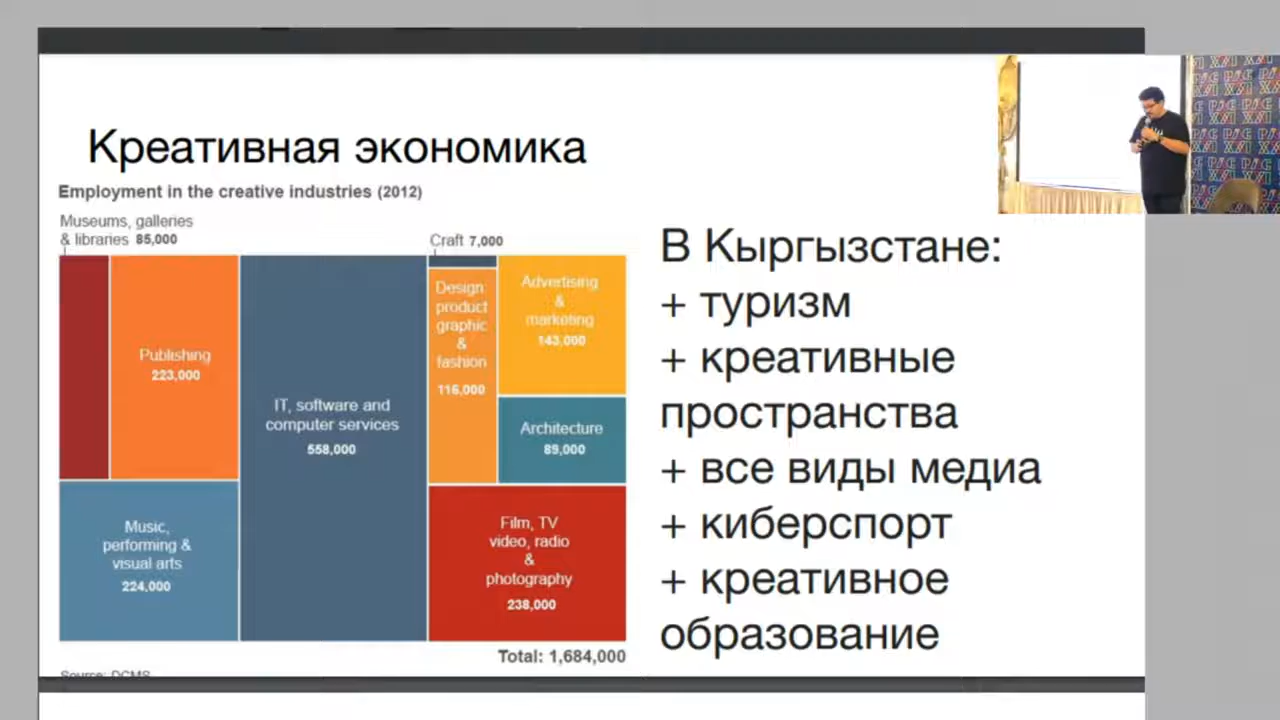 Креативная экономика
Employment in the creative industries (2012)
Museums, galleries
& libraries 85,000
Craft 7,000
Publishing
223,000
IT, software and
computer services
558,000
Design
product
graphic
&
fashion
116,000
Advertising
&
marketing
143,000
Architecture
89,000
Music,
performing &
visual arts
224,000
Film, TV
video, radio
&
photography
238,000
Total: 1,684,000
Source: DCMS
В Кыргызстане:
+ туризм
+ креативные
пространства
+ все виды медиа
+ киберспорт
+ креативное
образование